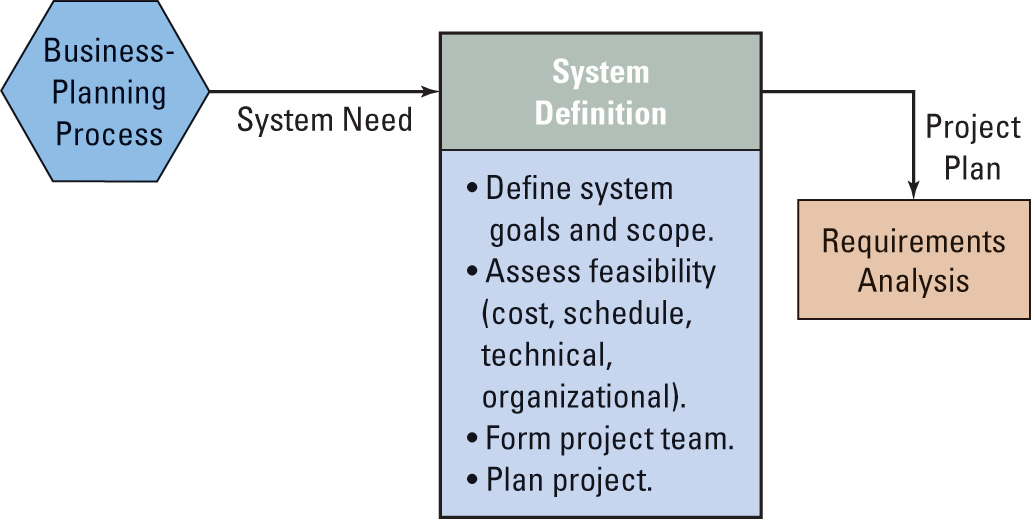 Business-
Planning
Process
System Need
System
Definition
• Define system
goals and scope.
• Assess feasibility
(cost, schedule,
technical,
organizational).
• Form project team.
• Plan project.
Project
Plan
Requirements
Analysis